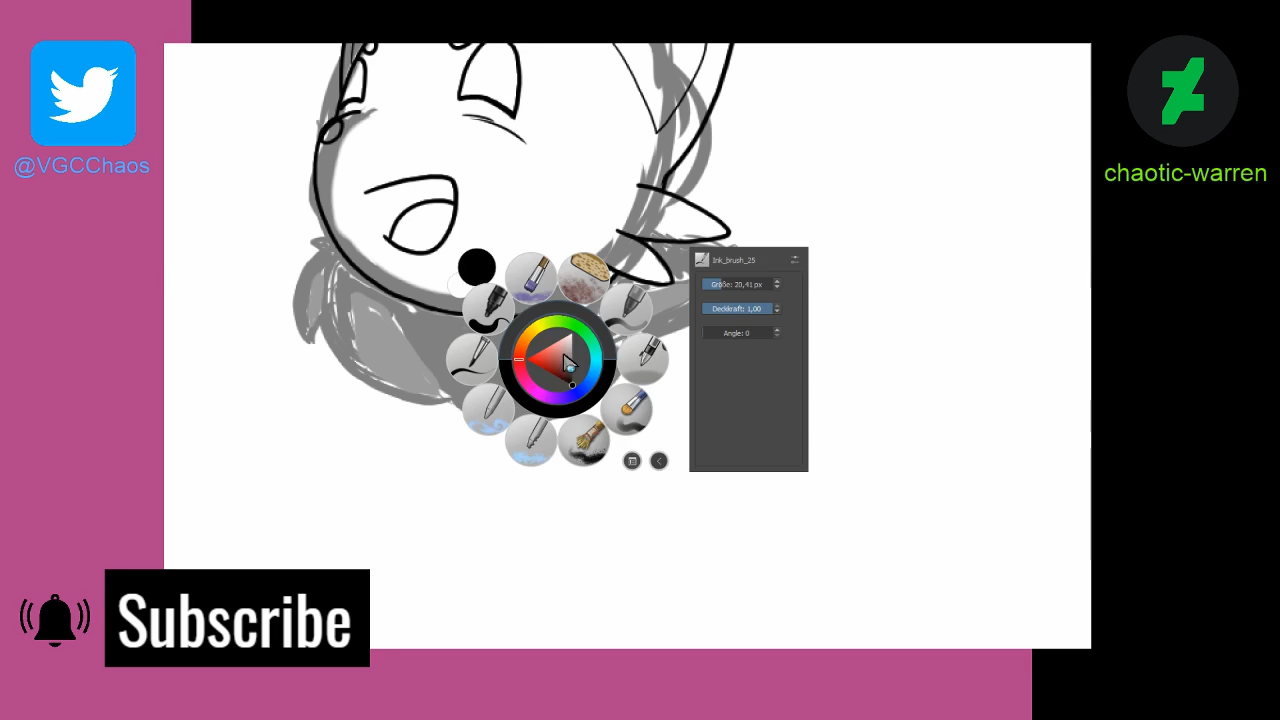 @VGCChaos
chaotic-warren
Ink_brush_25
Größe: 20,41 px
Deckkraft: 1,00
Angle: 0
Subscribe